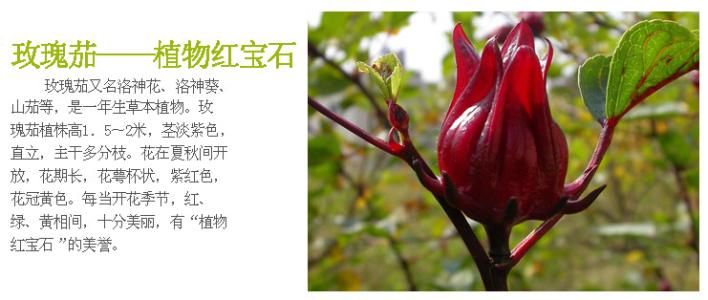 玫瑰茄——植物红宝石
玫瑰茄又名洛神花、洛神葵、
山茄等，是一年生草本植物。玫
瑰茄植株高1．5～2米，茎淡紫色，
直立，主干多分枝。花在夏秋间开
放，花期长，花萼杯状，紫红色，
花冠黄色。每当开花季节，红、
绿、黄相间，十分美丽，有“植物
红宝石 ”的美誉。